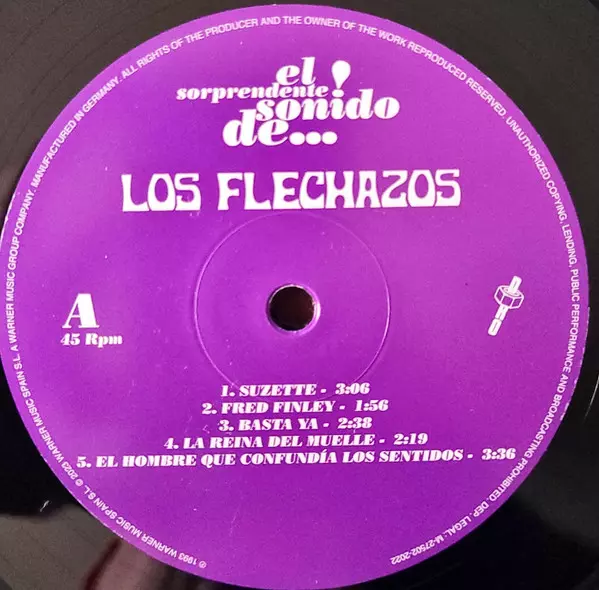 el
sorprendente
sonido
de...
LOS FLECHAZOS
A
45 Rpm
1. SUZETTE - 3:06
2. FRED FINLEY - 1:56
3. BASTA YA - 2:38
4. LA REINA DEL MUELLE - 2:19
5. EL HOMBRE QUE CONFUNDÍA LOS SENTIDOS - 3:36
℗ 1993 WARNER MUSIC SPAIN S.L. © 2023 WARNER MUSIC SPAIN S.L. A WARNER MUSIC GROUP COMPANY. MANUFACTURED IN GERMANY. ALL RIGHTS OF THE PRODUCER AND THE OWNER OF THE WORK REPRODUCED RESERVED. UNAUTHORIZED COPYING, LENDING, PUBLIC PERFORMANCE AND BROADCASTING PROHIBITED. DEP. LEGAL: M-27502-2022